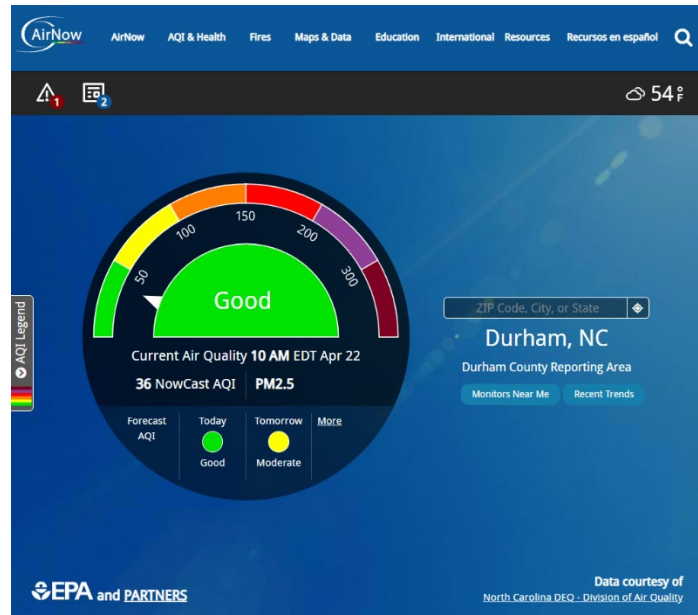 AirNow
AirNow AQI & Health Fires Maps & Data Education International Resources Recursos en español
1 2 54 °F
50 100 150 200 300
Good
AQI Legend
Current Air Quality 10 AM EDT Apr 22
36 NowCast AQI PM2.5
Forecast AQI
Today
Good
Tomorrow
Moderate
More
ZIP Code, City, or State
Durham, NC
Durham County Reporting Area
Monitors Near Me Recent Trends
EPA and PARTNERS
Data courtesy of
North Carolina DEQ - Division of Air Quality